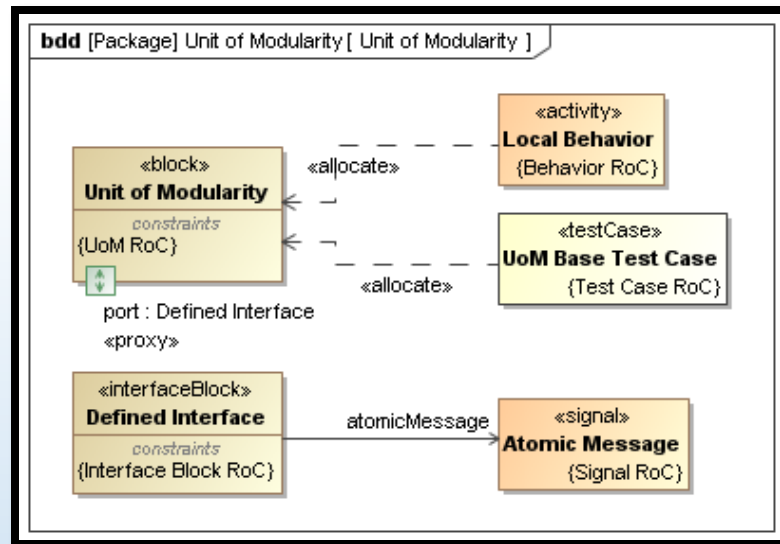 bdd [Package] Unit of Modularity [ Unit of Modularity ]
«activity»
Local Behavior
{Behavior RoC}
«allocate»
«block»
Unit of Modularity
constraints
{UoM RoC}
«testCase»
UoM Base Test Case
{Test Case RoC}
«allocate»
port : Defined Interface
«proxy»
«interfaceBlock»
Defined Interface
constraints
{Interface Block RoC}
atomicMessage
«signal»
Atomic Message
{Signal RoC}